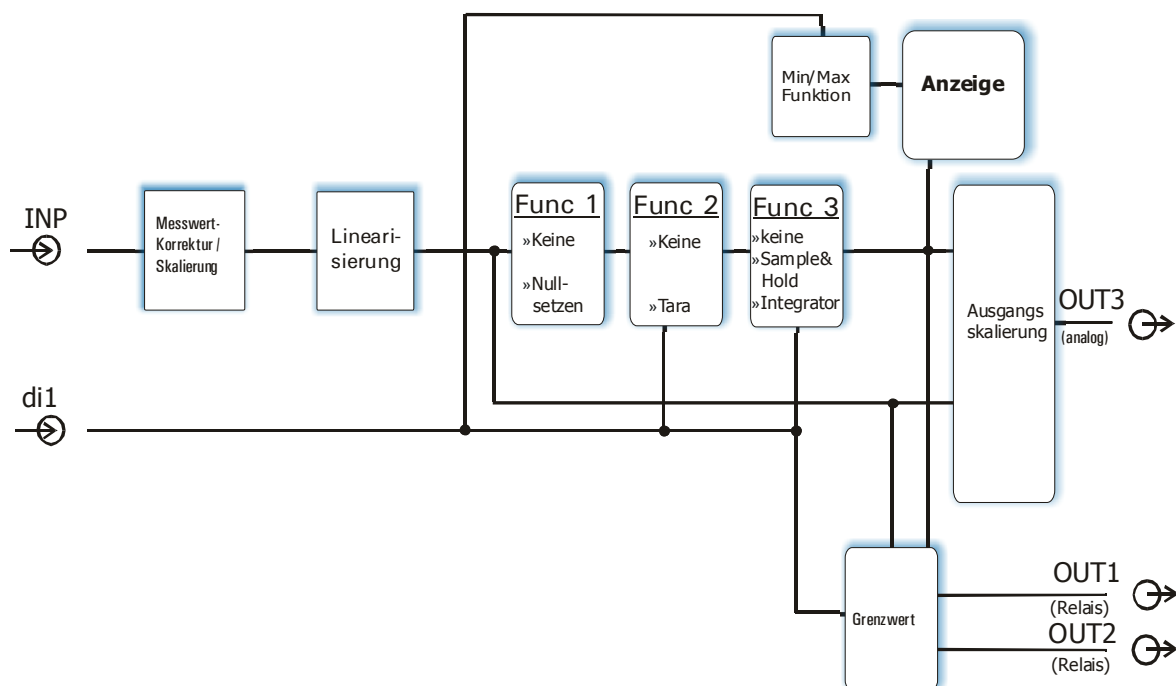 Min/Max
Funktion
Anzeige
INP
Messwert-
Korrektur /
Skalierung
Lineari-
sierung
Func 1
»Keine
»Null-
setzen
Func 2
»Keine
»Tara
Func 3
»keine
»Sample&
Hold
»Integrator
Ausgangs
skalierung
OUT3
(analog)
di1
Grenzwert
OUT1
(Relais)
OUT2
(Relais)